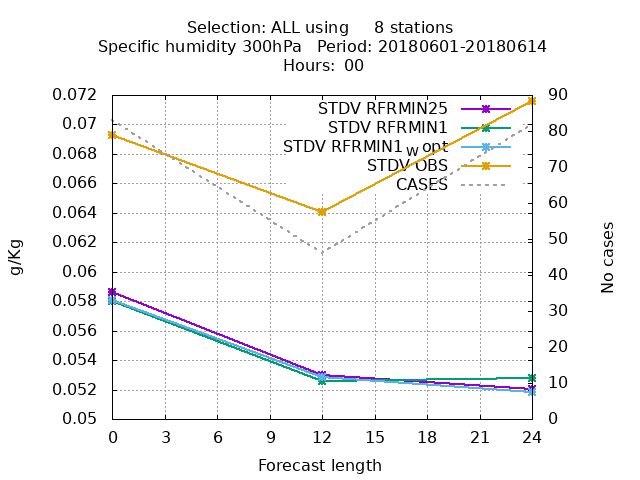 Selection: ALL using     8 stations
Specific humidity 300hPa   Period: 20180601-20180614
Hours: 00
0.072
0.07
0.068
0.066
0.064
0.062
0.06
0.058
0.056
0.054
0.052
0.05
90
80
70
60
50
40
30
20
10
0
STDV RFRMIN25
STDV RFRMIN1
STDV RFRMIN1wopt
STDV OBS
CASES
g/Kg
No cases
0 3 6 9 12 15 18 21 24
Forecast length